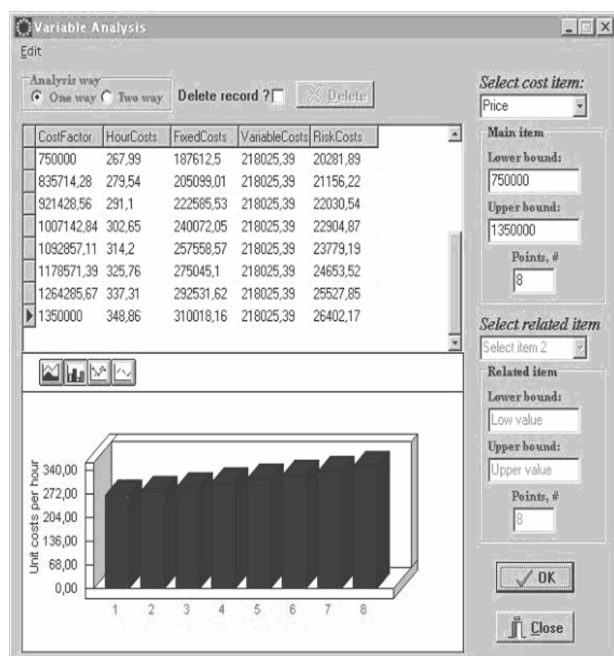 Variable Analysis
Edit
Analysis way
One way Two way
Delete record ?
Delete
CostFactor HourCosts FixedCosts VariableCosts RiskCosts
750000 267,99 187612,5 218025,39 20281,89
835714,28 279,54 205099,01 218025,39 21156,22
921428,56 291,1 222585,53 218025,39 22030,54
1007142,84 302,65 240072,05 218025,39 22904,87
1092857,11 314,2 257558,57 218025,39 23779,19
1178571,39 325,76 275045,1 218025,39 24653,52
1264285,67 337,31 292531,62 218025,39 25527,85
1350000 348,86 310018,16 218025,39 26402,17
Unit costs per hour
340,00
272,00
204,00
136,00
68,00
0,00
1 2 3 4 5 6 7 8
Select cost item:
Price
Main item
Lower bound:
750000
Upper bound:
1350000
Points, #
8
Select related item
Select item 2
Related item
Lower bound:
Low value
Upper bound:
Upper value
Points, #
8
OK
Close